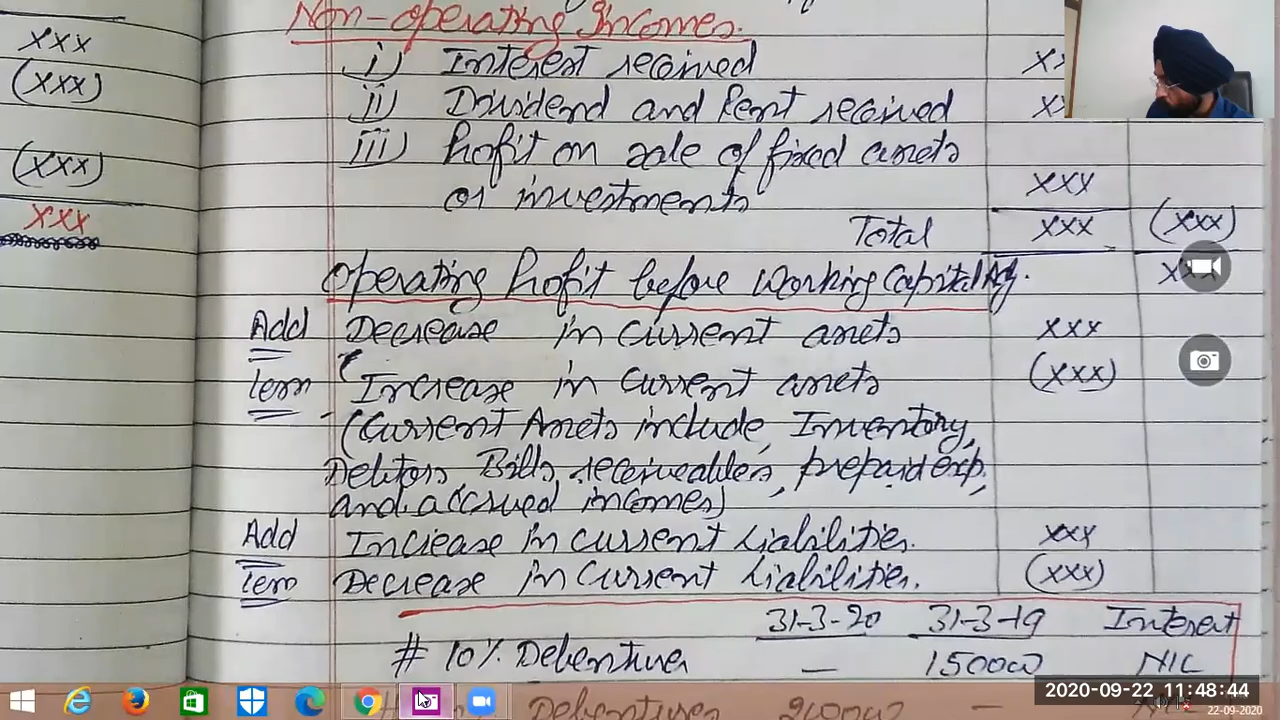 Non-operating Incomes.
xxx
i) Interest received
(xxx)
ii) Dividend and Rent received
iii) Profit on sale of fixed assets
(xxx)
or investments xxx
xxx
Total xxx (xxx)
Operating Profit before Working Capital Adj.
Add Decrease in current assets xxx
Less Increase in Current assets (xxx)
(Current Assets include, Inventory,
Debtors Bills receiveables, prepaid exp.
and accrued incomes)
Add Increase in current Liabilities. xxx
Less Decrease in Current Liabilities. (xxx)
31-3-20 31-3-19 Interest
# 10% Debentures — 150000 NIL
Debentures
2020-09-22 11:48:44
22-09-2020